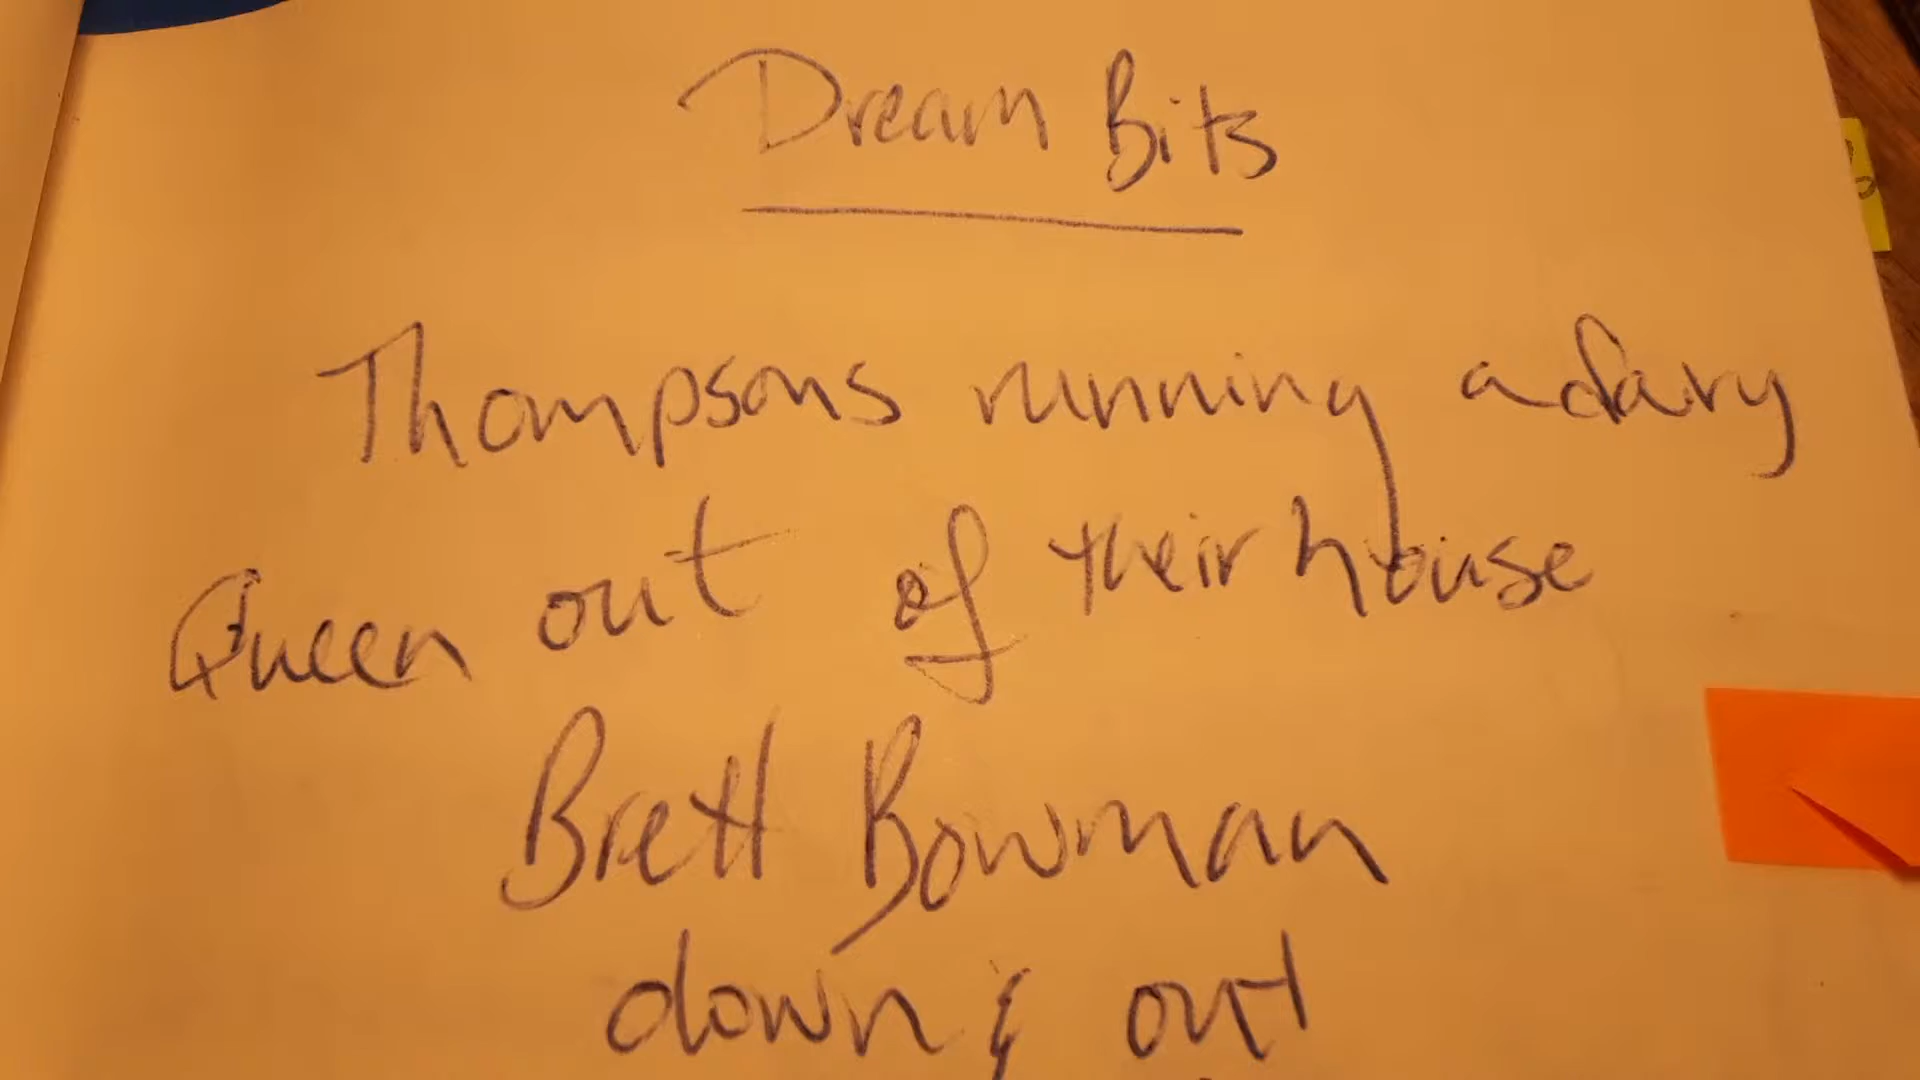 Dream Bits
Thompsons running a dairy
Queen out of their house
Brett Bowman
down & out